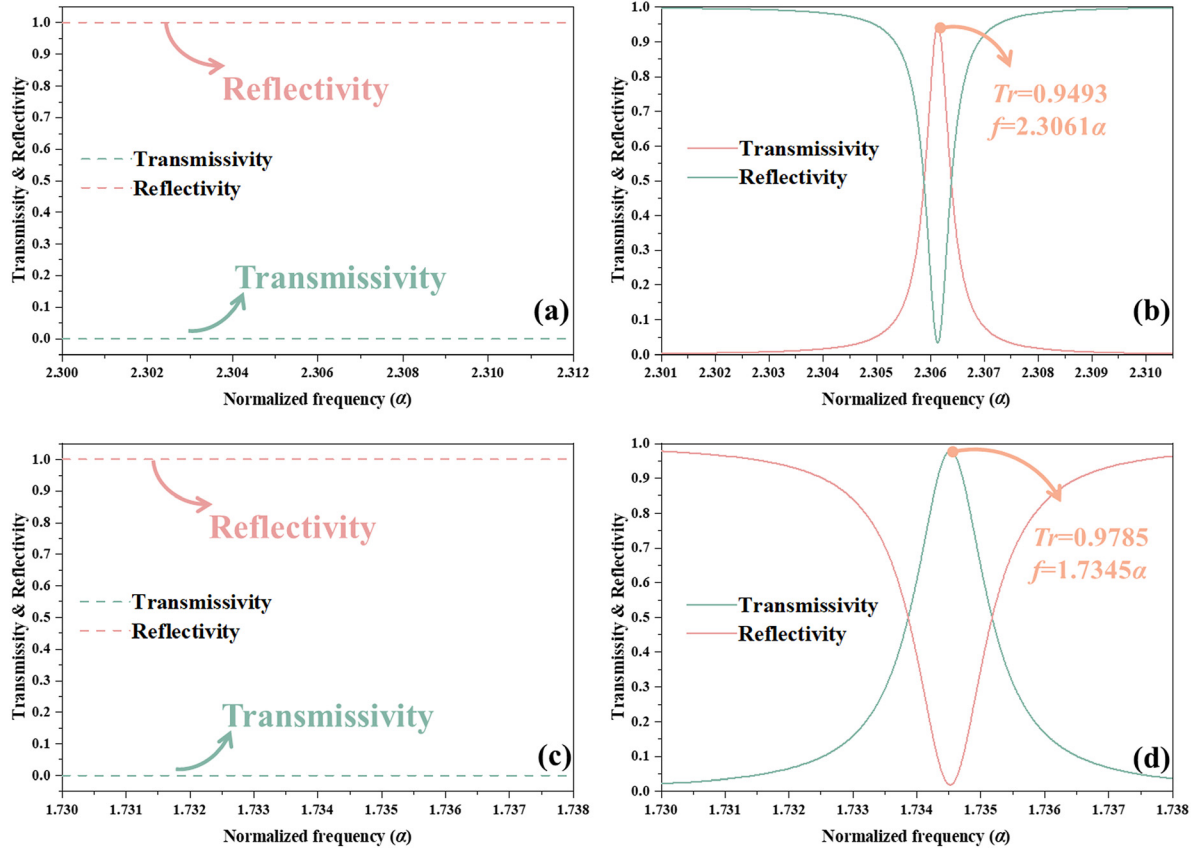 Transmissity & Reflectivity
1.0
0.9
0.8
0.7
0.6
0.5
0.4
0.3
0.2
0.1
0.0
Reflectivity
Transmissivity
Reflectivity
Transmissivity
(a)
2.300 2.302 2.304 2.306 2.308 2.310 2.312
Normalized frequency (α)
Transmissity & Reflectivity
1.0
0.9
0.8
0.7
0.6
0.5
0.4
0.3
0.2
0.1
0.0
Tr=0.9493
f=2.3061α
Transmissivity
Reflectivity
(b)
2.301 2.302 2.303 2.304 2.305 2.306 2.307 2.308 2.309 2.310
Normalized frequency (α)
Transmissity & Reflectivity
1.0
0.9
0.8
0.7
0.6
0.5
0.4
0.3
0.2
0.1
0.0
Reflectivity
Transmissivity
Reflectivity
Transmissivity
(c)
1.730 1.731 1.732 1.733 1.734 1.735 1.736 1.737 1.738
Normalized frequency (α)
Transmissity & Reflectivity
1.0
0.9
0.8
0.7
0.6
0.5
0.4
0.3
0.2
0.1
0.0
Tr=0.9785
f=1.7345α
Transmissivity
Reflectivity
(d)
1.730 1.731 1.732 1.733 1.734 1.735 1.736 1.737 1.738
Normalized frequency (α)